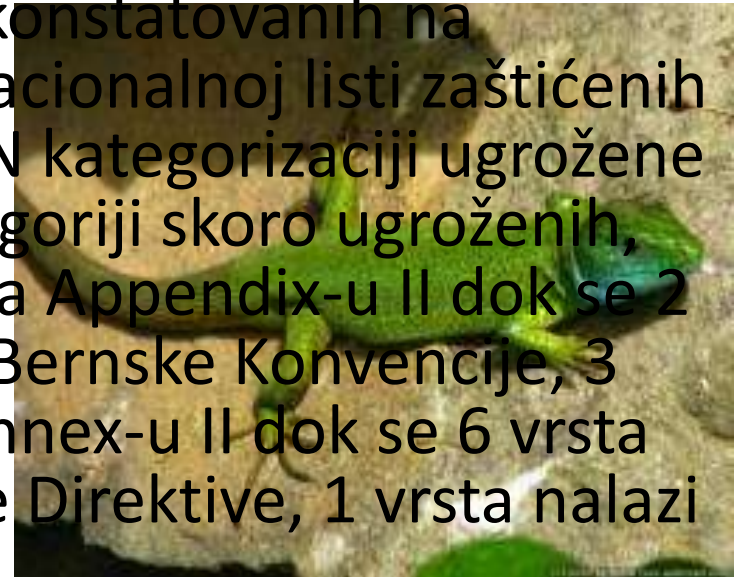 konstatovanih na
acionalnoj listi zaštićenih
N kategorizaciji ugrožene
goriji skoro ugroženih,
a Appendix-u II dok se 2
Bernske Konvencije, 3
nnex-u II dok se 6 vrsta
e Direktive, 1 vrsta nalazi